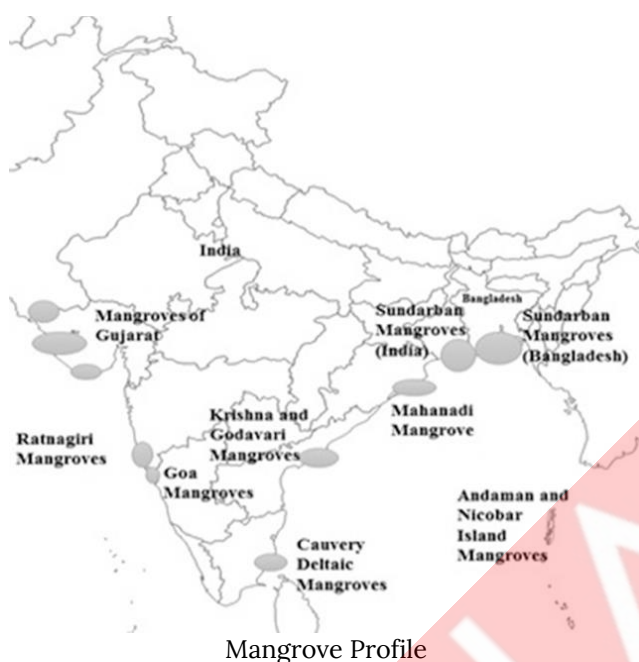 India
Mangroves of
Gujarat
Bangladesh
Sundarban
Mangroves
(India)
Sundarban
Mangroves
(Bangladesh)
Mahanadi
Mangrove
Krishna and
Godavari
Mangroves
Ratnagiri
Mangroves
Goa
Mangroves
Andaman and
Nicobar
Island
Mangroves
Cauvery
Deltaic
Mangroves
Mangrove Profile